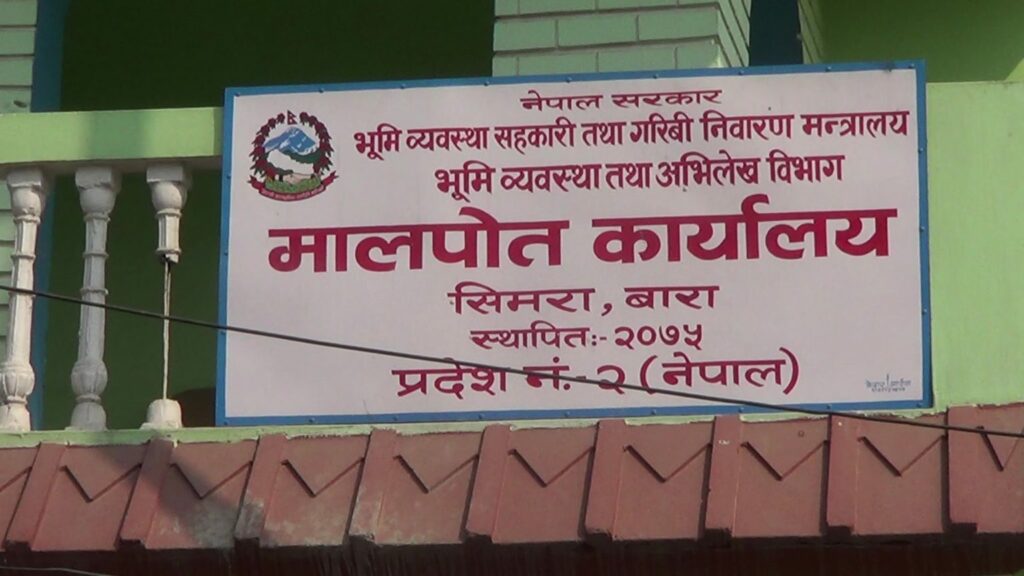 नेपाल सरकार
भूमि व्यवस्था सहकारी तथा गरिबी निवारण मन्त्रालय
भूमि व्यवस्था तथा अभिलेख विभाग
मालपोत कार्यालय
सिमरा, बारा
स्थापितः- २०७५
प्रदेश नं.- २ (नेपाल)